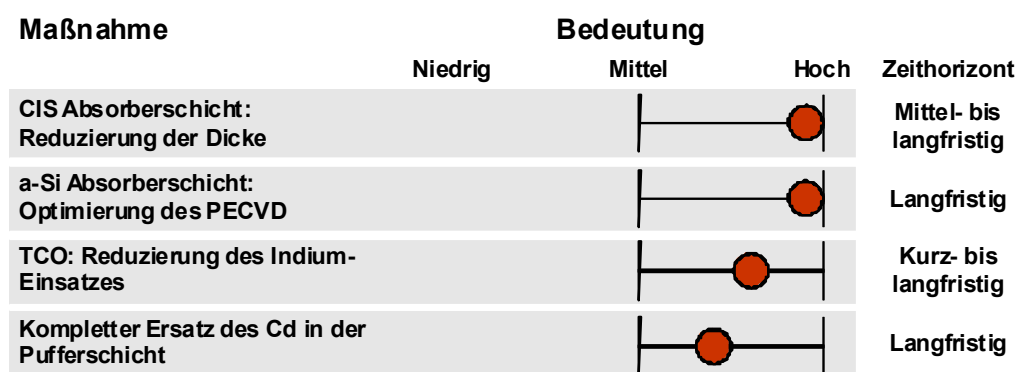 Maßnahme Bedeutung
Niedrig Mittel Hoch Zeithorizont
CIS Absorberschicht:
Reduzierung der Dicke
Mittel- bis
langfristig
a-Si Absorberschicht:
Optimierung des PECVD
Langfristig
TCO: Reduzierung des Indium-
Einsatzes
Kurz- bis
langfristig
Kompletter Ersatz des Cd in der
Pufferschicht
Langfristig